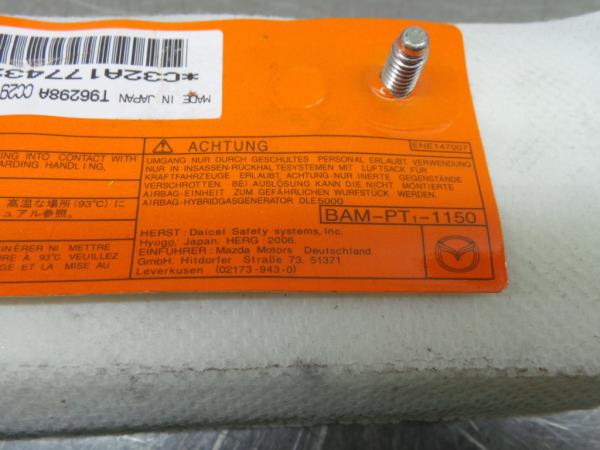 *C32A17743
MADE IN JAPAN T96298A CC29
ING INTO CONTACT WITH
ARDING HANDLING,
高温な場所(93℃)に
ュアル参照。
INÉRER NI METTRE
RE À 93°C VEUILLEZ
GE ET LA MISE AU
⚠ ACHTUNG
ENE147007
UMGANG NUR DURCH GESCHULTES PERSONAL ERLAUBT. VERWENDUNG
NUR IN INSASSEN-RÜCKHALTESYSTEMEN MIT LUFTSACK FÜR
KRAFTFAHRZEUGE ERLAUBT. ACHTUNG-NUR INERTE GEGENSTÄNDE
VERSCHROTEN. BEI AUSLÖSUNG KANN DIE NICHT MONTIERTE
AIRBAG-EINHEIT ZUM GEFÄHRLICHEN WURFSTÜCK WERDEN.
AIRBAG-HYBRIDGASGENERATOR DLE5000
BAM-PT₁-1150
HERST: Daicel Safety systems, Inc.
Hyogo, Japan. HERG: 2006.
EINFÜHRER: Mazda Motors Deutschland
GmbH. Hitdorfer Straße 73. 51371
Leverkusen (02173-943-0)